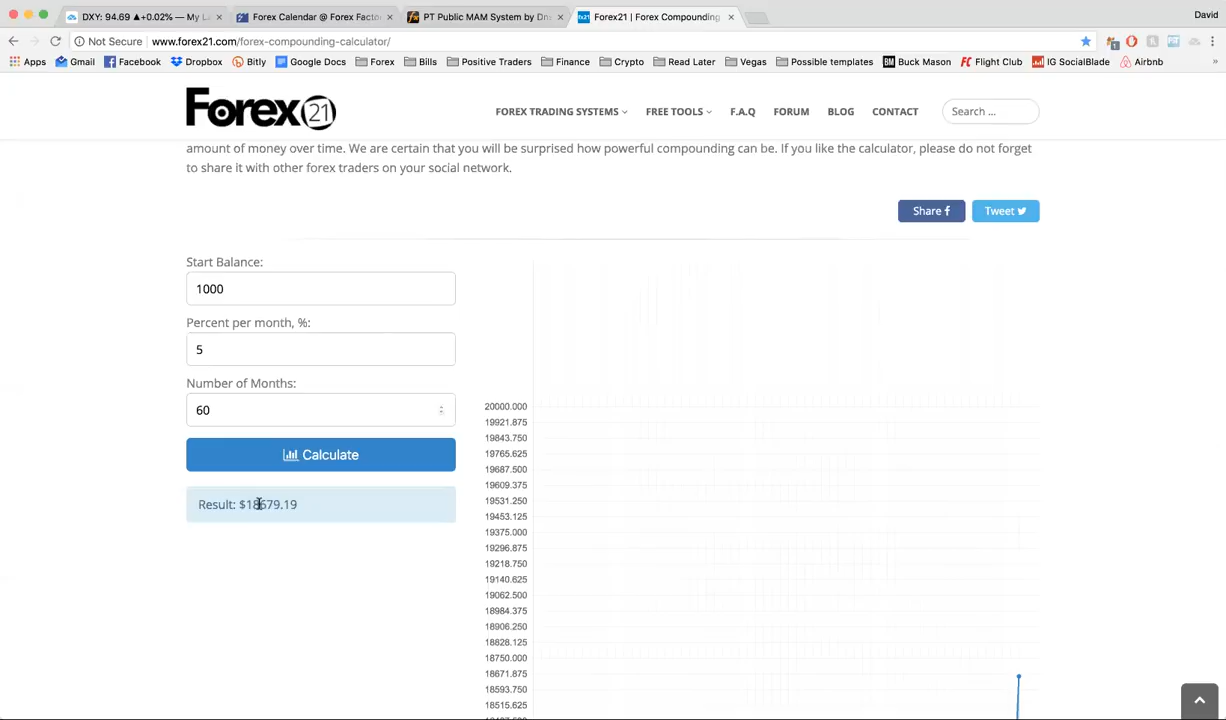 DXY: 94.69 ▲+0.02% — My L
Forex Calendar @ Forex Facto
PT Public MAM System by Dns
Forex21 | Forex Compounding
David
Not Secure
www.forex21.com/forex-compounding-calculator/
Apps
Gmail
Facebook
Dropbox
Bitly
Google Docs
Forex
Bills
Positive Traders
Finance
Crypto
Read Later
Vegas
Possible templates
BM Buck Mason
FC Flight Club
IG SocialBlade
Airbnb
Forex21
FOREX TRADING SYSTEMS
FREE TOOLS
F.A.Q
FORUM
BLOG
CONTACT
Search ...
amount of money over time. We are certain that you will be surprised how powerful compounding can be. If you like the calculator, please do not forget
to share it with other forex traders on your social network.
Share f
Tweet
Start Balance:
1000
Percent per month, %:
5
Number of Months:
60
Calculate
Result: $18679.19
20000.000
19921.875
19843.750
19765.625
19687.500
19609.375
19531.250
19453.125
19375.000
19296.875
19218.750
19140.625
19062.500
18984.375
18906.250
18828.125
18750.000
18671.875
18593.750
18515.625